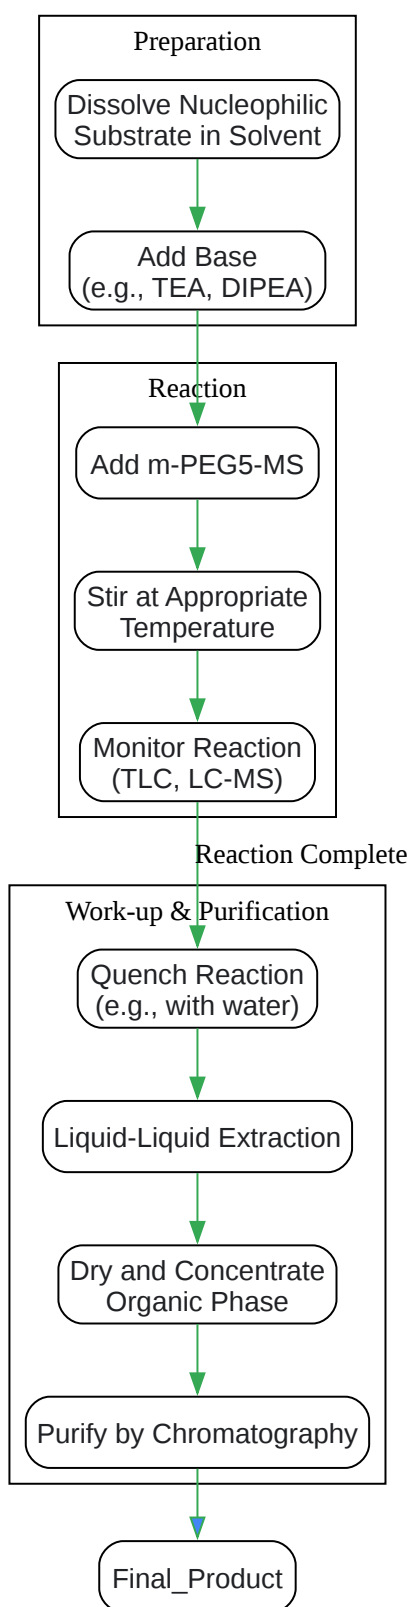 Preparation
Dissolve Nucleophilic
Substrate in Solvent
Add Base
(e.g., TEA, DIPEA)
Reaction
Add m-PEG5-MS
Stir at Appropriate
Temperature
Monitor Reaction
(TLC, LC-MS)
Reaction Complete
Work-up & Purification
Quench Reaction
(e.g., with water)
Liquid-Liquid Extraction
Dry and Concentrate
Organic Phase
Purify by Chromatography
Final_Product